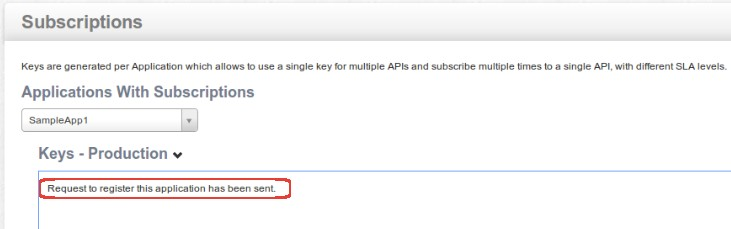 Subscriptions
Keys are generated per Application which allows to use a single key for multiple APIs and subscribe multiple times to a single API, with different SLA levels.
Applications With Subscriptions
SampleApp1
Keys - Production
Request to register this application has been sent.